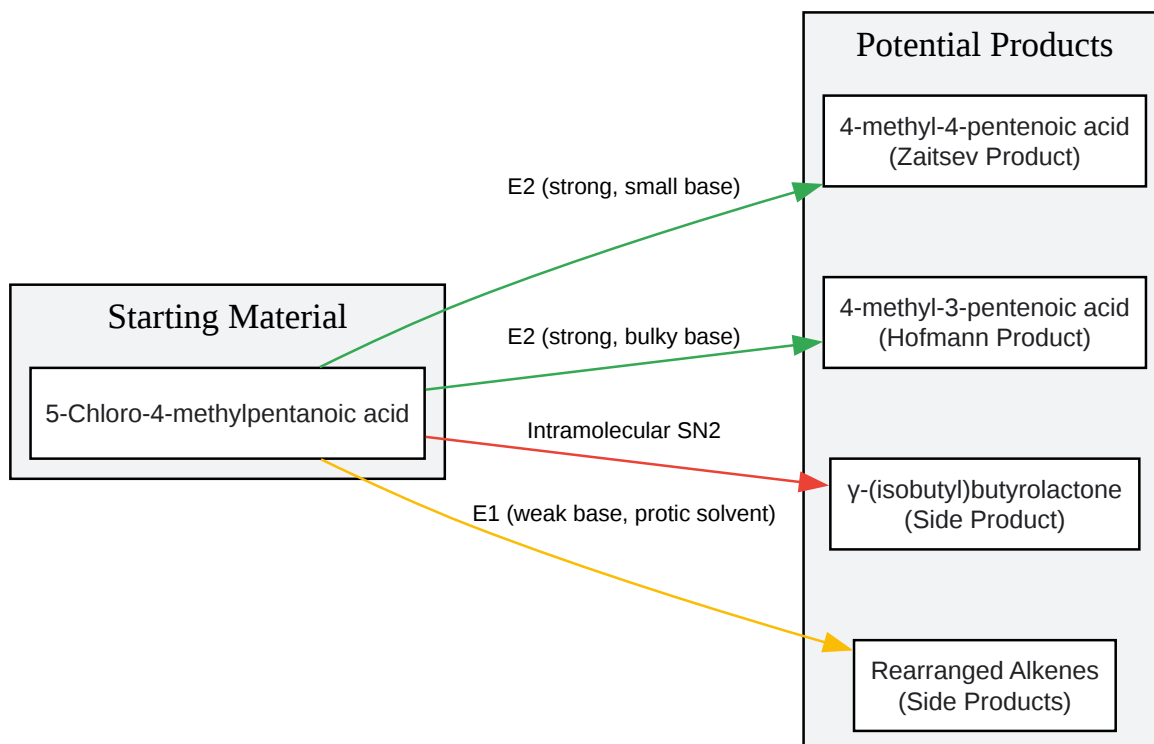 Potential Products
4-methyl-4-pentenoic acid
(Zaitsev Product)
E2 (strong, small base)
4-methyl-3-pentenoic acid
(Hofmann Product)
Starting Material
E2 (strong, bulky base)
5-Chloro-4-methylpentanoic acid
Intramolecular SN2
γ-(isobutyl)butyrolactone
(Side Product)
E1 (weak base, protic solvent)
Rearranged Alkenes
(Side Products)